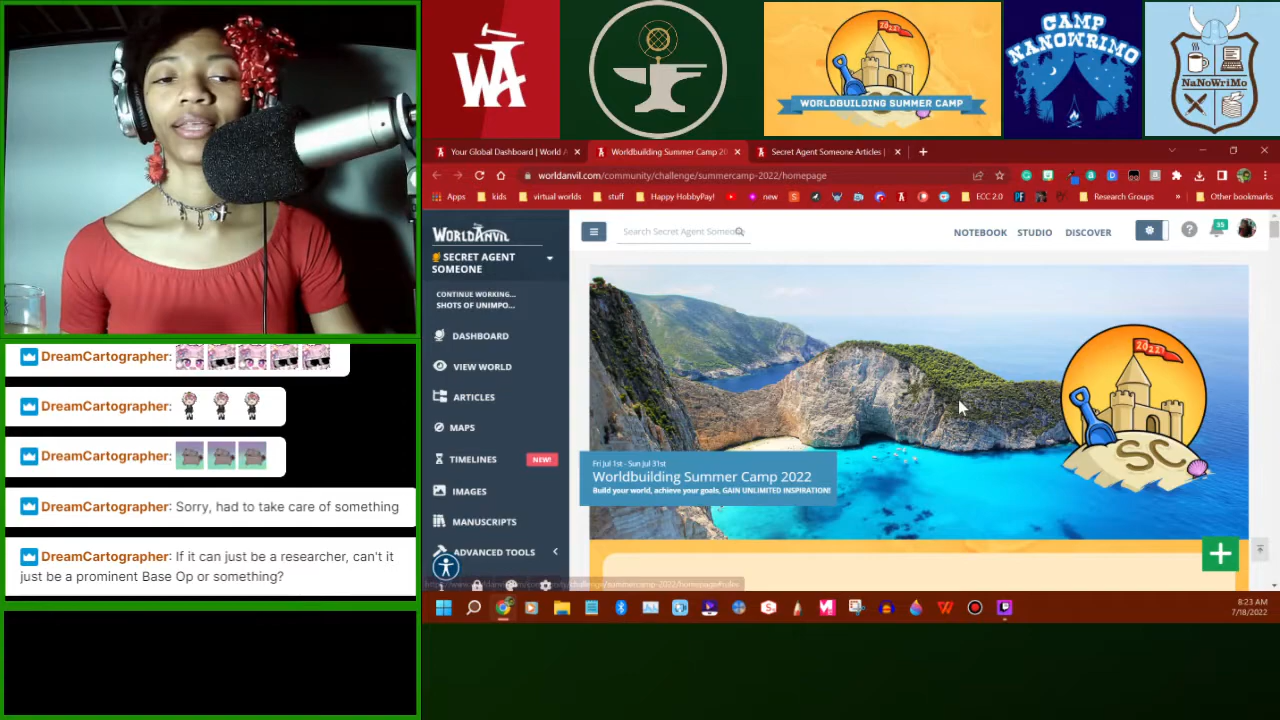 WA
2022
WORLDBUILDING SUMMER CAMP
CAMP
NANOWRIMO
NaNoWriMo
Your Global Dashboard | World A
Worldbuilding Summer Camp 20
Secret Agent Someone Articles |
worldanvil.com/community/challenge/summercamp-2022/homepage
Apps
kids
virtual worlds
stuff
Happy HobbyPay!
new
ECC 2.0
Research Groups
Other bookmarks
WORLDANVIL
Search Secret Agent Someone
NOTEBOOK
STUDIO
DISCOVER
35
SECRET AGENT
SOMEONE
CONTINUE WORKING...
SHOTS OF UNIMPO...
DASHBOARD
VIEW WORLD
ARTICLES
MAPS
TIMELINES
NEW!
IMAGES
MANUSCRIPTS
ADVANCED TOOLS
2022
SC
Fri Jul 1st - Sun Jul 31st
Worldbuilding Summer Camp 2022
Build your world, achieve your goals, GAIN UNLIMITED INSPIRATION!
8:23 AM
7/18/2022
DreamCartographer:
DreamCartographer:
DreamCartographer:
DreamCartographer: Sorry, had to take care of something
DreamCartographer: If it can just be a researcher, can't it
just be a prominent Base Op or something?